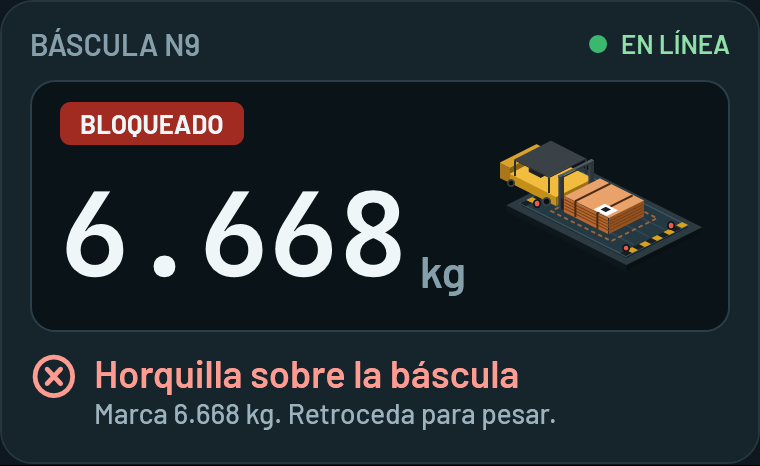 BÁSCULA N9
EN LÍNEA
BLOQUEADO
6.668 kg
Horquilla sobre la báscula
Marca 6.668 kg. Retroceda para pesar.